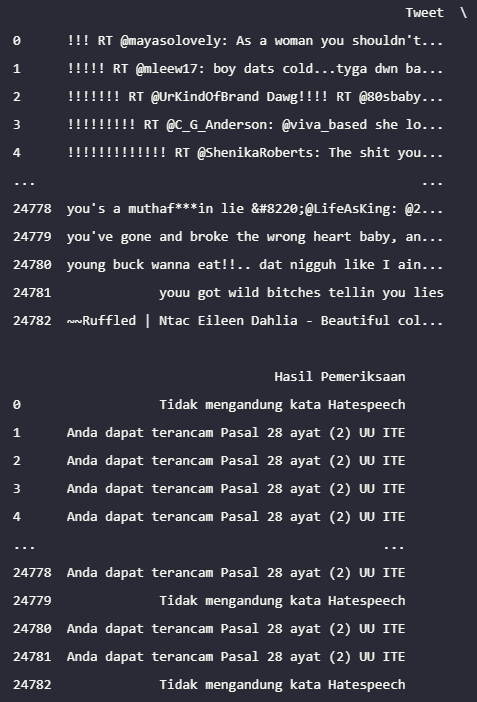 Tweet \
0 !!! RT @mayasolovely: As a woman you shouldn't...
1 !!!!! RT @mleew17: boy dats cold...tyga dwn ba...
2 !!!!!!! RT @UrKindOfBrand Dawg!!!! RT @80sbaby...
3 !!!!!!!!! RT @C_G_Anderson: @viva_based she lo...
4 !!!!!!!!!!!!! RT @ShenikaRoberts: The shit you...
... ...
24778 you's a muthaf***in lie &#8220;@LifeAsKing: @2...
24779 you've gone and broke the wrong heart baby, an...
24780 young buck wanna eat!!.. dat nigguh like I ain...
24781 youu got wild bitches tellin you lies
24782 ~~Ruffled | Ntac Eileen Dahlia - Beautiful col...
Hasil Pemeriksaan
0 Tidak mengandung kata Hatespeech
1 Anda dapat terancam Pasal 28 ayat (2) UU ITE
2 Anda dapat terancam Pasal 28 ayat (2) UU ITE
3 Anda dapat terancam Pasal 28 ayat (2) UU ITE
4 Anda dapat terancam Pasal 28 ayat (2) UU ITE
... ...
24778 Anda dapat terancam Pasal 28 ayat (2) UU ITE
24779 Tidak mengandung kata Hatespeech
24780 Anda dapat terancam Pasal 28 ayat (2) UU ITE
24781 Anda dapat terancam Pasal 28 ayat (2) UU ITE
24782 Tidak mengandung kata Hatespeech